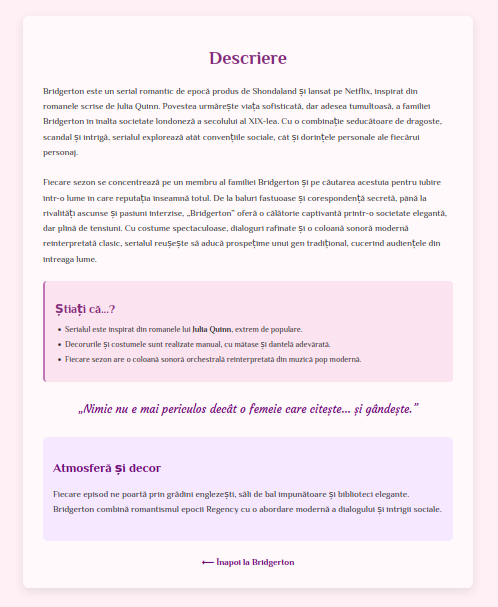 Descriere
Bridgerton este un serial romantic de epocă produs de Shondaland și lansat pe Netflix, inspirat din
romanele scrise de Julia Quinn. Povestea urmărește viața sofisticată, dar adesea tumultoasă, a familiei
Bridgerton în înalta societate londoneză a secolului al XIX-lea. Cu o combinație seducătoare de dragoste,
scandal și intrigă, serialul explorează atât convențiile sociale, cât și dorințele personale ale fiecărui
personaj.
Fiecare sezon se concentrează pe un membru al familiei Bridgerton și pe căutarea acestuia pentru iubire
într-o lume în care reputația înseamnă totul. De la baluri fastuoase și corespondență secretă, până la
rivalități ascunse și pasiuni interzise, „Bridgerton” oferă o călătorie captivantă printr-o societate elegantă,
dar plină de tensiuni. Cu costume spectaculoase, dialoguri rafinate și o coloană sonoră modernă
reinterpretată clasic, serialul reușește să aducă prospețime unui gen tradițional, cucerind audiențele din
întreaga lume.
Știați că...?
• Serialul este inspirat din romanele lui Julia Quinn, extrem de populare.
• Decorurile și costumele sunt realizate manual, cu mătase și dantelă adevărată.
• Fiecare sezon are o coloană sonoră orchestrală reinterpretată din muzică pop modernă.
„Nimic nu e mai periculos decât o femeie care citește... și gândește.”
Atmosferă și decor
Fiecare episod ne poartă prin grădini englezești, săli de bal impunătoare și biblioteci elegante.
Bridgerton combină romantismul epocii Regency cu o abordare modernă a dialogului și intrigii sociale.
⟵ Înapoi la Bridgerton